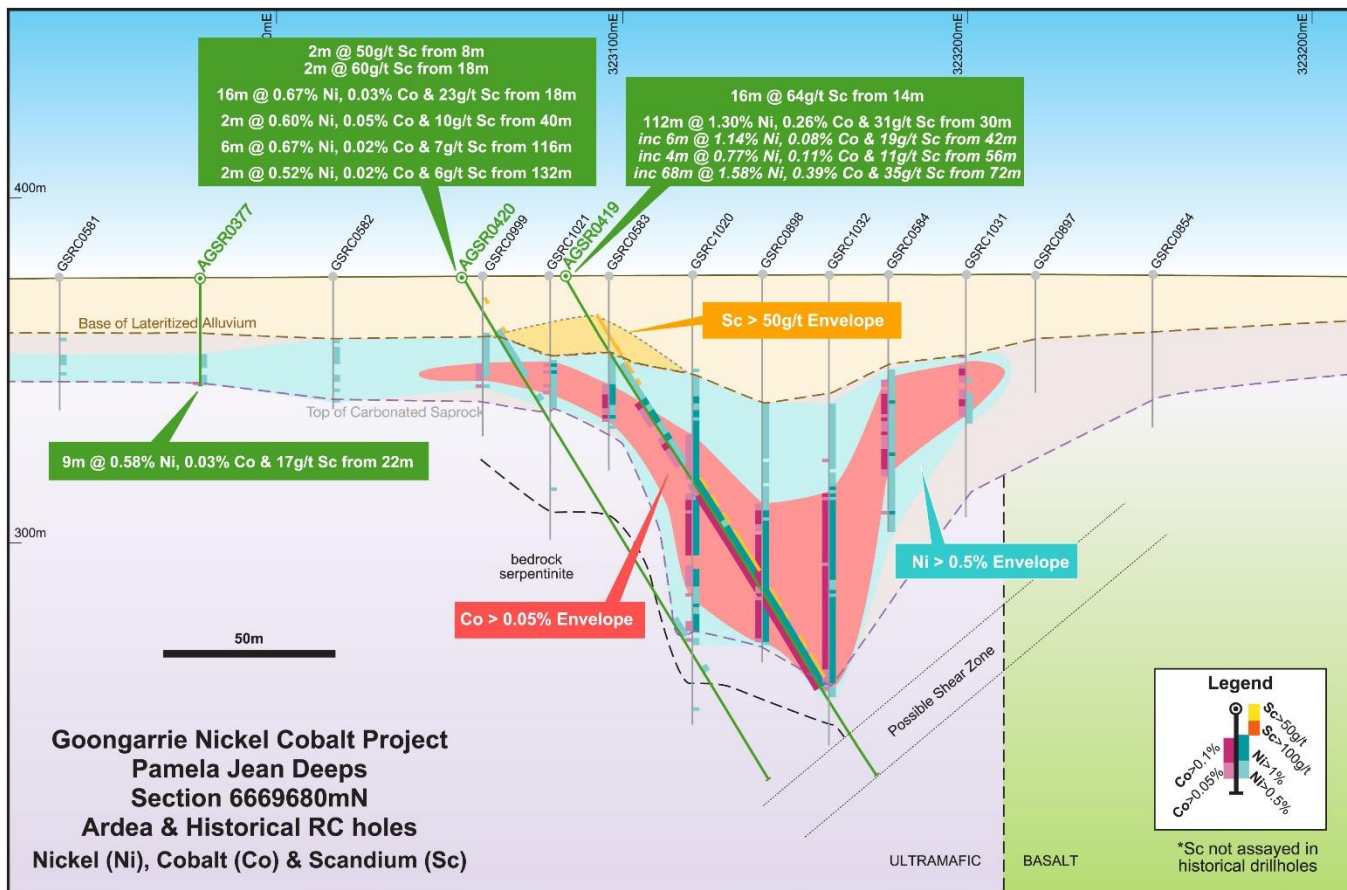 0mE
323100mE
323200mE
323200mE
2m @ 50g/t Sc from 8m
2m @ 60g/t Sc from 18m
16m @ 0.67% Ni, 0.03% Co & 23g/t Sc from 18m
2m @ 0.60% Ni, 0.05% Co & 10g/t Sc from 40m
6m @ 0.67% Ni, 0.02% Co & 7g/t Sc from 116m
2m @ 0.52% Ni, 0.02% Co & 6g/t Sc from 132m
16m @ 64g/t Sc from 14m
112m @ 1.30% Ni, 0.26% Co & 31g/t Sc from 30m
inc 6m @ 1.14% Ni, 0.08% Co & 19g/t Sc from 42m
inc 4m @ 0.77% Ni, 0.11% Co & 11g/t Sc from 56m
inc 68m @ 1.58% Ni, 0.39% Co & 35g/t Sc from 72m
400m
GSRC0581
AGSR0377
GSRC0582
AGSR0420
GSRC0999
GSRC1021
AGSR0419
GSRC0583
GSRC1020
GSRC0898
GSRC1032
GSRC0584
GSRC1031
GSRC0897
GSRC0854
Base of Lateritized Alluvium
Sc > 50g/t Envelope
Top of Carbonated Saprock
9m @ 0.58% Ni, 0.03% Co & 17g/t Sc from 22m
300m
bedrock
serpentinite
Ni > 0.5% Envelope
Co > 0.05% Envelope
50m
Possible Shear Zone
Goongarrie Nickel Cobalt Project
Pamela Jean Deeps
Section 6669680mN
Ardea & Historical RC holes
Nickel (Ni), Cobalt (Co) & Scandium (Sc)
ULTRAMAFIC
BASALT
Legend
Sc>50g/t
Sc>100g/t
Co>0.1%
Co>0.05%
Ni>1%
Ni>0.5%
*Sc not assayed in
historical drillholes